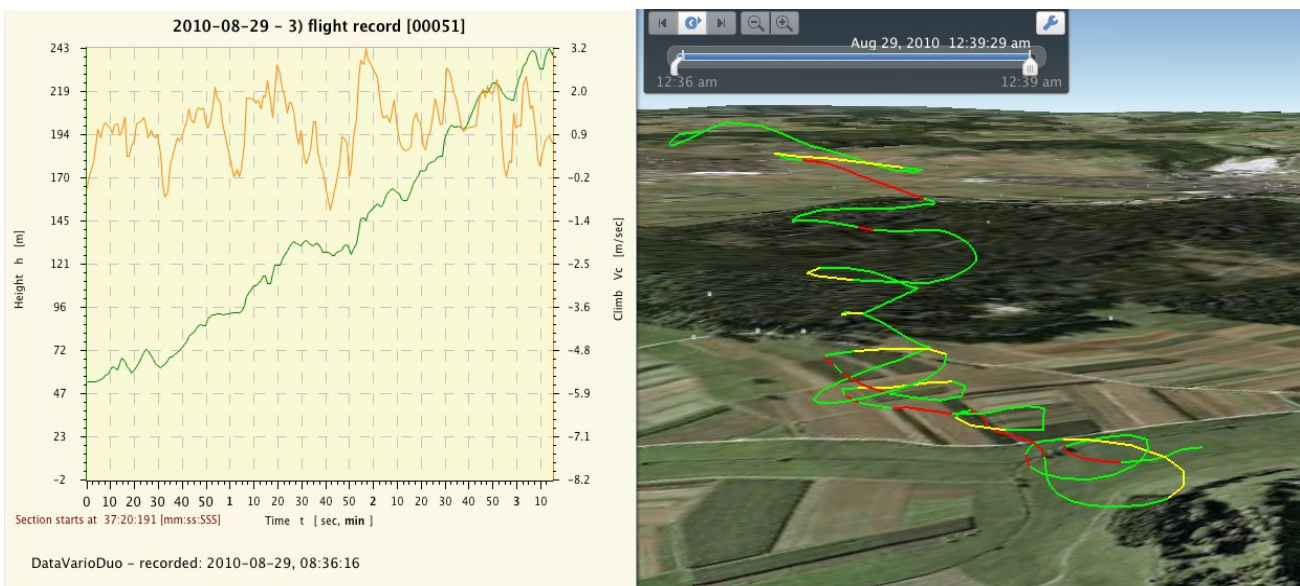 2010-08-29 - 3) flight record [00051]
243
219
194
170
145
121
96
72
47
23
-2
Height h [m]
3.2
2.0
0.9
-0.2
-1.4
-2.5
-3.6
-4.8
-5.9
-7.1
-8.2
Climb Vc [m/sec]
0 10 20 30 40 50 1 10 20 30 40 50 2 10 20 30 40 50 3 10
Section starts at 37:20:191 [mm:ss:SSS] Time t [ sec, min ]
DataVarioDuo - recorded: 2010-08-29, 08:36:16
Aug 29, 2010 12:39:29 am
12:36 am 12:39 am